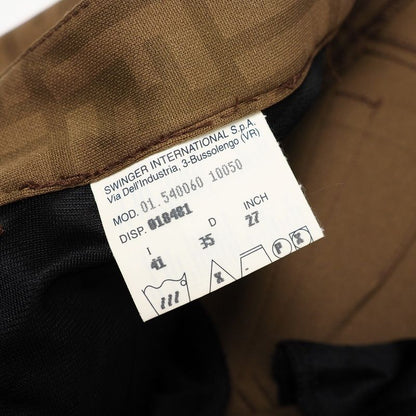 SWINGER INTERNATIONAL S.p.A.
Via Dell'Industria, 3-Bussolengo (VR)
MOD. 01.540060 10050
DISP. 010481
I D INCH
41 35 27